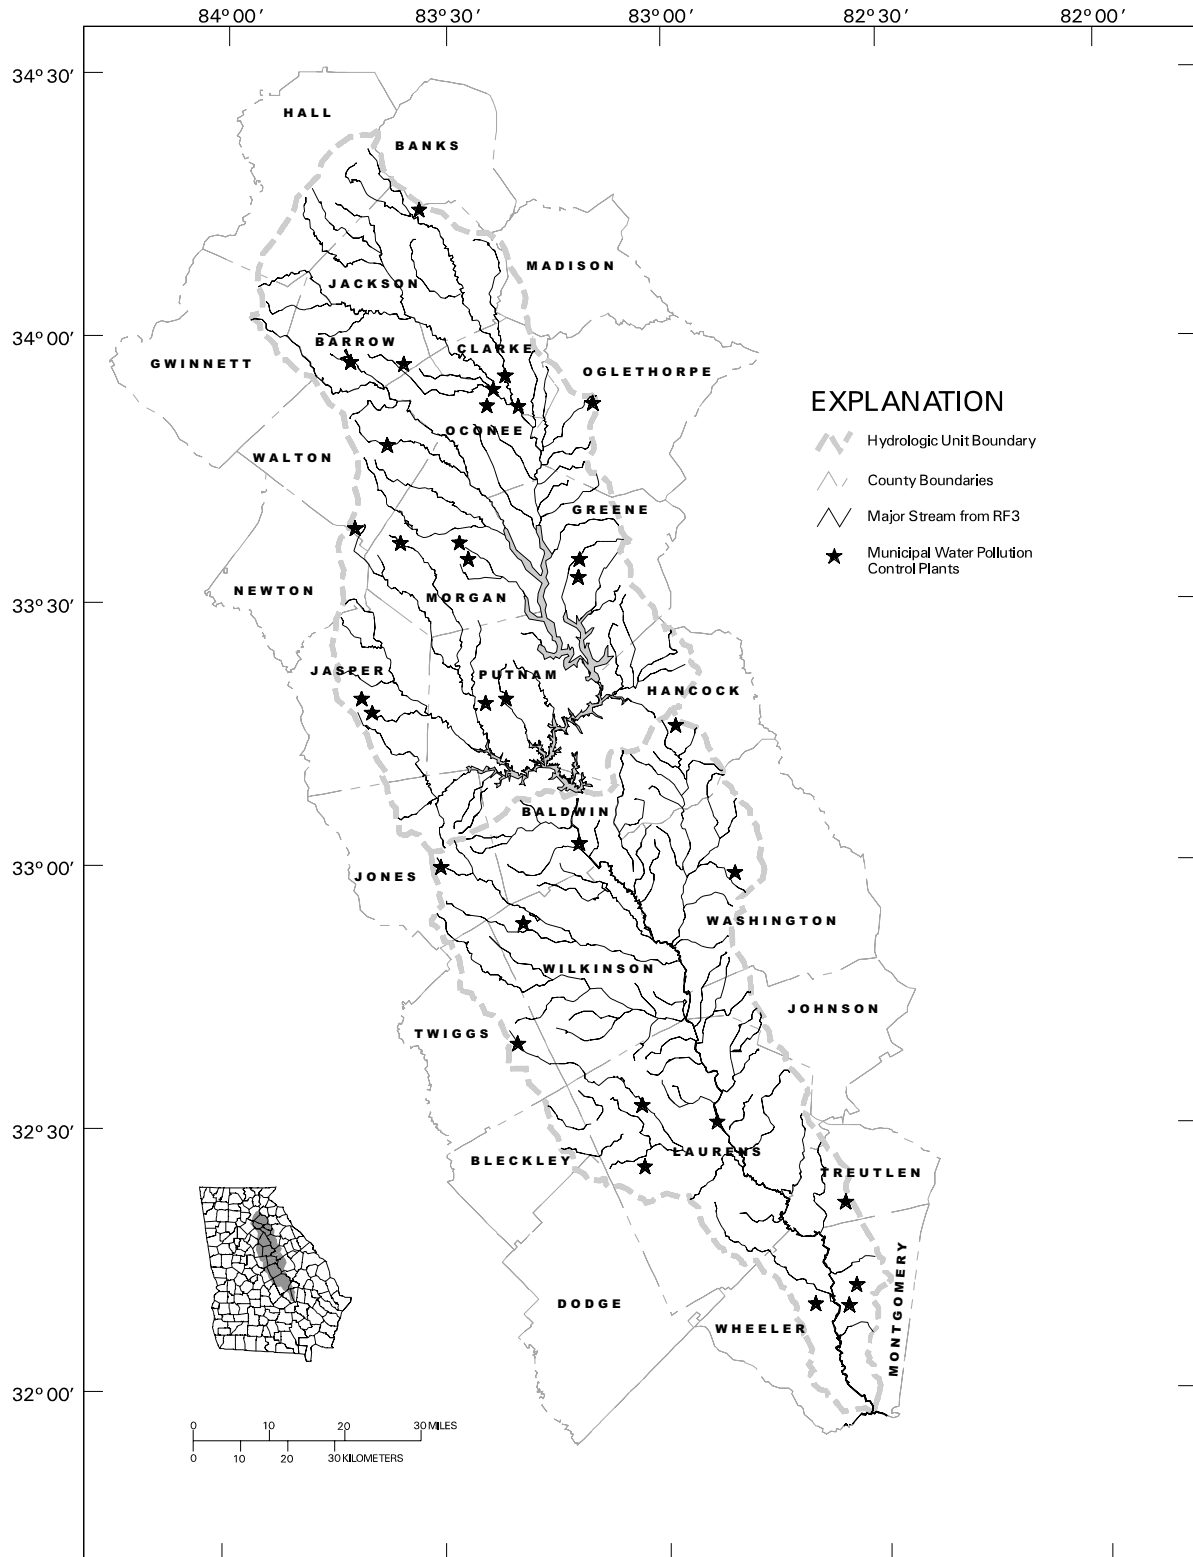 84° 00′ 83° 30′ 83° 00′ 82° 30′ 82° 00′
34° 30′
HALL
BANKS
MADISON
JACKSON
34° 00′
BARROW
CLARKE
GWINNETT
OGLETHORPE
EXPLANATION
Hydrologic Unit Boundary
County Boundaries
Major Stream from RF3
Municipal Water Pollution
Control Plants
OCONEE
WALTON
GREENE
33° 30′
NEWTON
MORGAN
JASPER
PUTNAM
HANCOCK
BALDWIN
33° 00′
JONES
WASHINGTON
WILKINSON
JOHNSON
TWIGGS
32° 30′
LAURENS
BLECKLEY
TREUTLEN
MONTGOMERY
DODGE
WHEELER
32° 00′
0 10 20 30 MILES
0 10 20 30 KILOMETERS